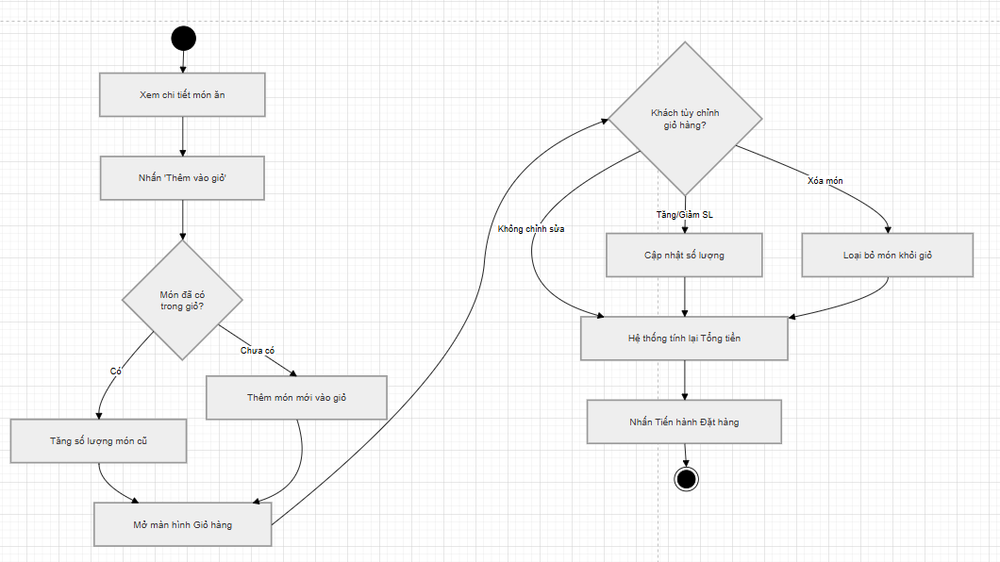 Xem chi tiết món ăn
Nhấn 'Thêm vào giỏ'
Món đã có
trong giỏ?
Có
Chưa có
Thêm món mới vào giỏ
Tăng số lượng món cũ
Mở màn hình Giỏ hàng
Khách tùy chỉnh
giỏ hàng?
Không chỉnh sửa
Tăng/Giảm SL
Xóa món
Cập nhật số lượng
Loại bỏ món khỏi giỏ
Hệ thống tính lại Tổng tiền
Nhấn Tiến hành Đặt hàng